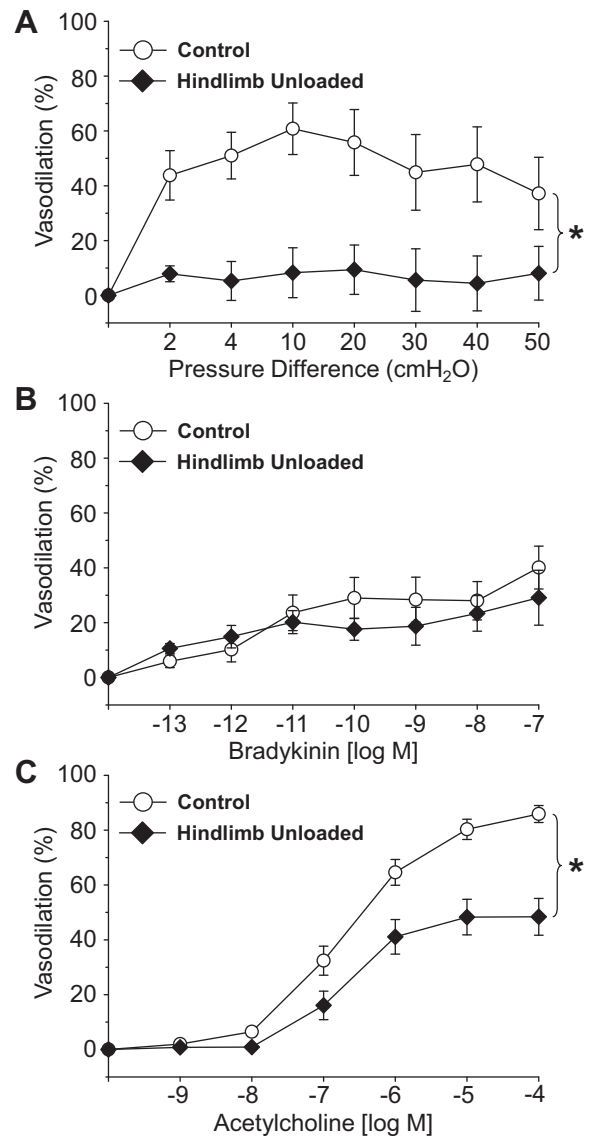 A
Control
Hindlimb Unloaded
100
80
60
40
20
0
Vasodilation (%)
*
2 4 10 20 30 40 50
Pressure Difference (cmH₂O)
B
Control
Hindlimb Unloaded
100
80
60
40
20
0
Vasodilation (%)
-13 -12 -11 -10 -9 -8 -7
Bradykinin [log M]
C
Control
Hindlimb Unloaded
100
80
60
40
20
0
Vasodilation (%)
*
-9 -8 -7 -6 -5 -4
Acetylcholine [log M]